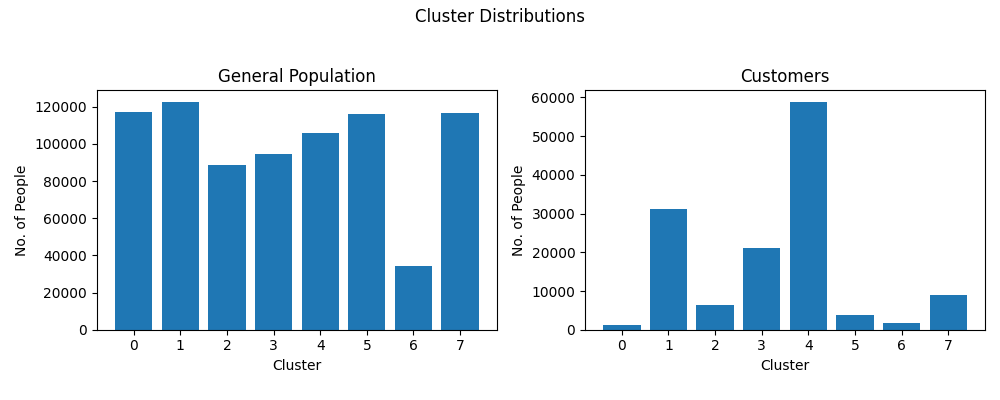 Cluster Distributions
General Population
No. of People
120000
100000
80000
60000
40000
20000
0
0 1 2 3 4 5 6 7
Cluster
Customers
No. of People
60000
50000
40000
30000
20000
10000
0
0 1 2 3 4 5 6 7
Cluster